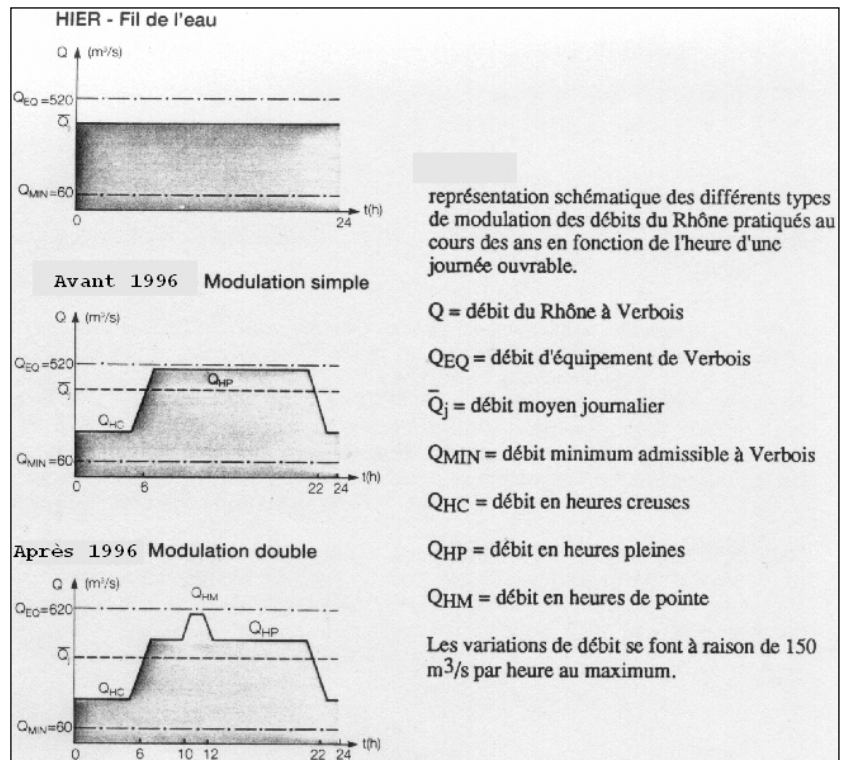 HIER - Fil de l'eau
Q (m³/s)
QEQ =520
Q̄j
QMIN=60
0 24 t(h)
Avant 1996 Modulation simple
Q (m³/s)
QEQ =520
QHP
Q̄j
QHC
QMIN=60
0 6 22 24 t(h)
Après 1996 Modulation double
Q (m³/s)
QHM
QEQ=620
QHP
Q̄j
QHC
QMIN=60
0 6 10 12 22 24 t(h)
représentation schématique des différents types
de modulation des débits du Rhône pratiqués au
cours des ans en fonction de l'heure d'une
journée ouvrable.
Q = débit du Rhône à Verbois
QEQ = débit d'équipement de Verbois
Q̄j = débit moyen journalier
QMIN = débit minimum admissible à Verbois
QHC = débit en heures creuses
QHP = débit en heures pleines
QHM = débit en heures de pointe
Les variations de débit se font à raison de 150
m3/s par heure au maximum.